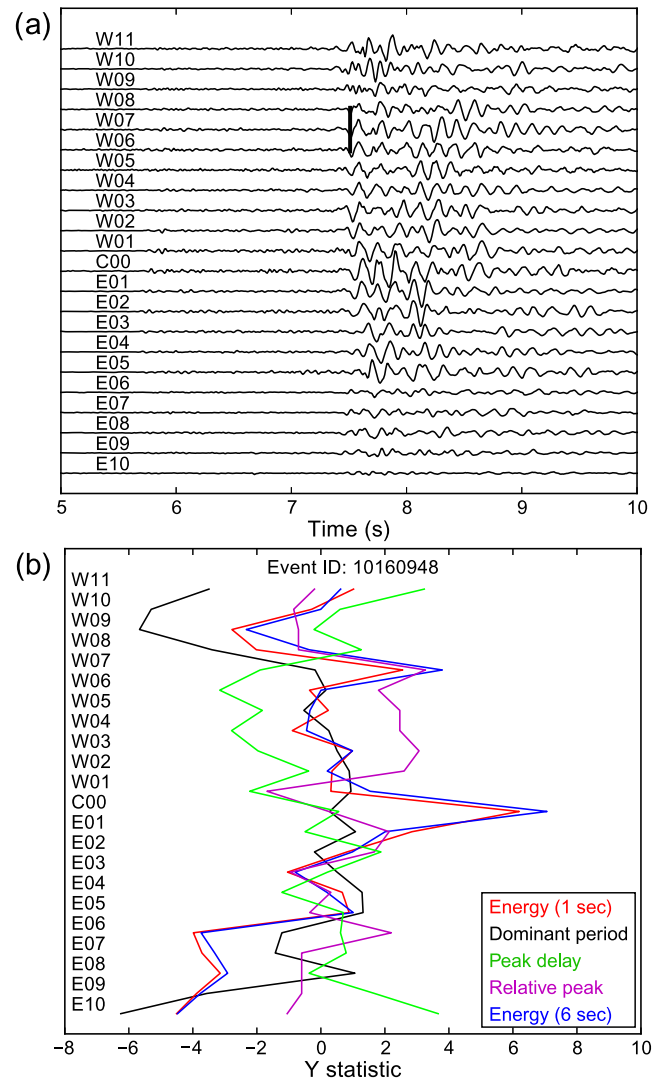 (a)
W11
W10
W09
W08
W07
W06
W05
W04
W03
W02
W01
C00
E01
E02
E03
E04
E05
E06
E07
E08
E09
E10
5 6 7 8 9 10
Time (s)
(b)
Event ID: 10160948
W11
W10
W09
W08
W07
W06
W05
W04
W03
W02
W01
C00
E01
E02
E03
E04
E05
E06
E07
E08
E09
E10
Energy (1 sec)
Dominant period
Peak delay
Relative peak
Energy (6 sec)
−8 −6 −4 −2 0 2 4 6 8 10
Y statistic